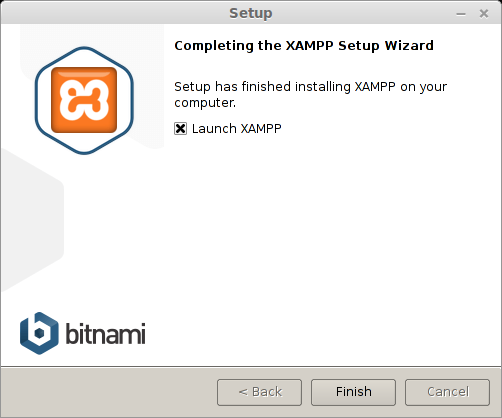 Setup
Completing the XAMPP Setup Wizard
Setup has finished installing XAMPP on your
computer.
Launch XAMPP
bitnami
< Back
Finish
Cancel